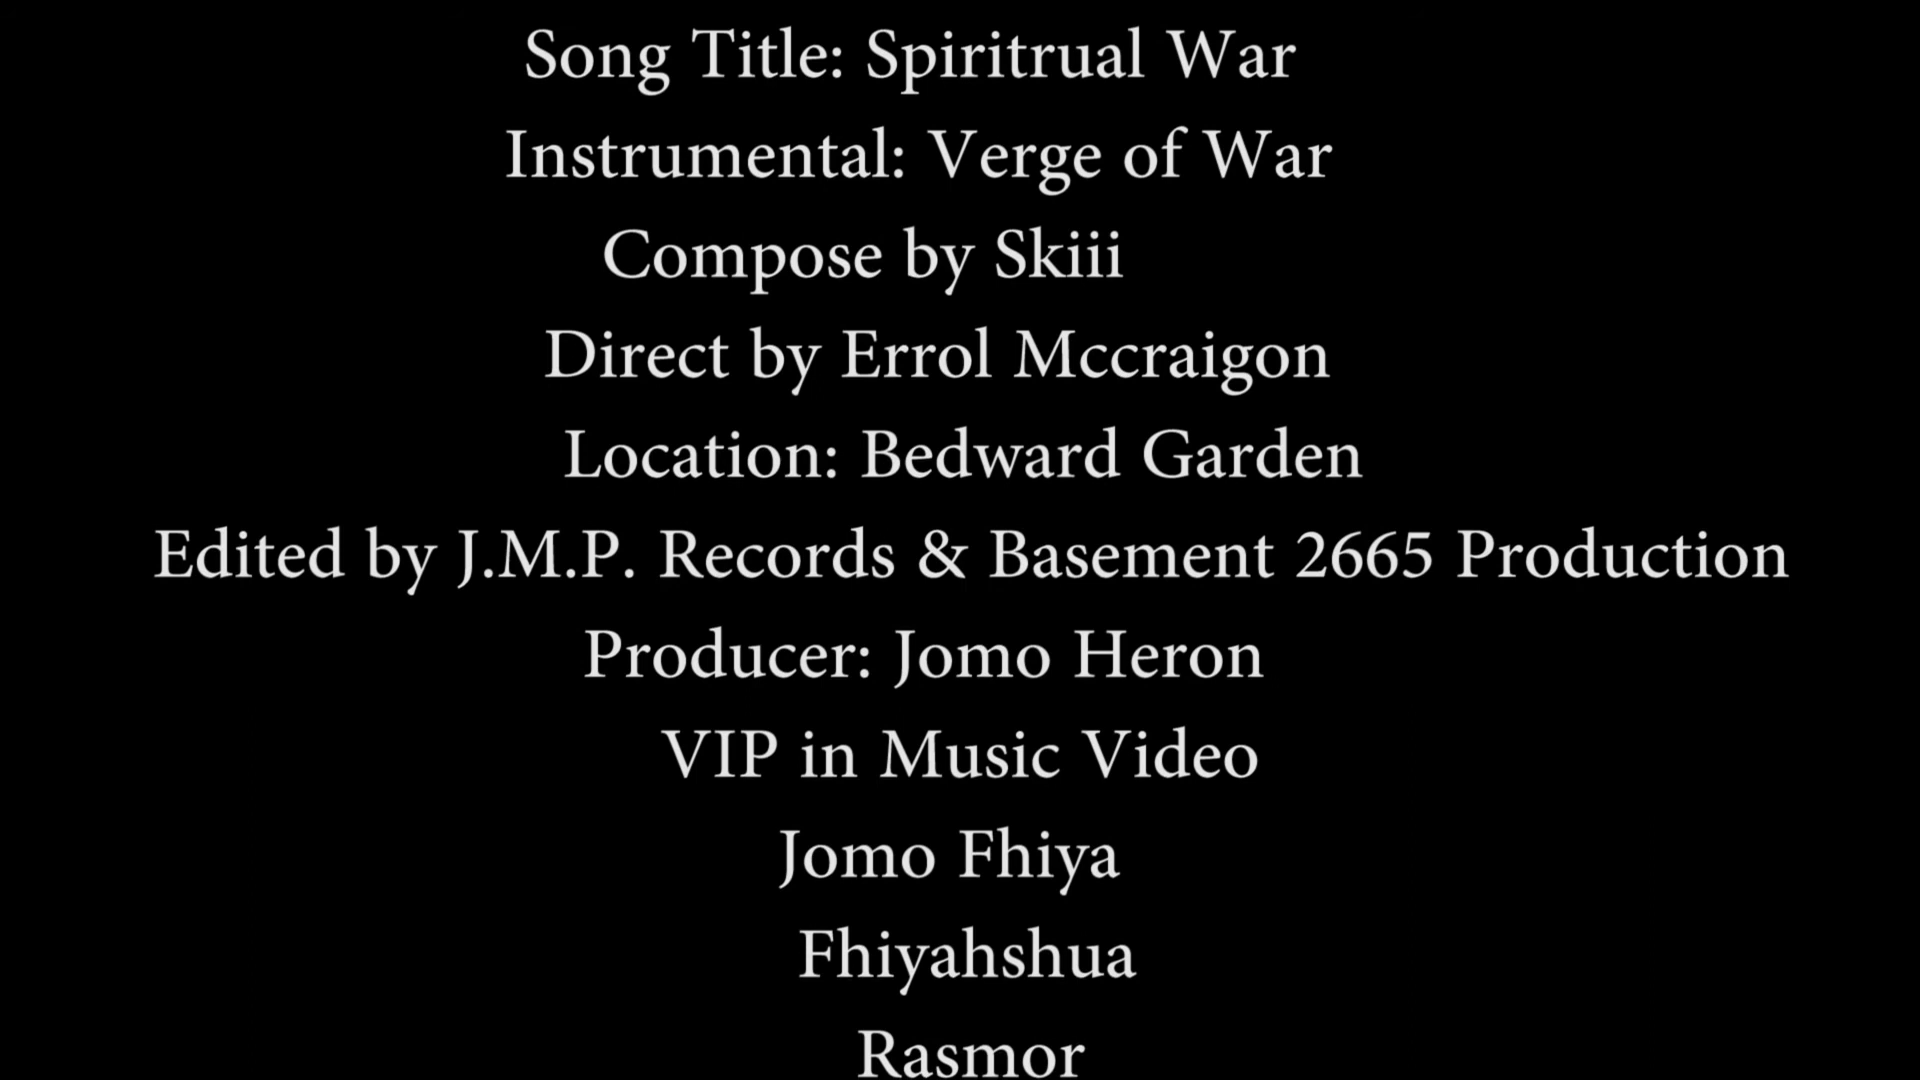 Song Title: Spiritrual War
Instrumental: Verge of War
Compose by Skiii
Direct by Errol Mccraigon
Location: Bedward Garden
Edited by J.M.P. Records & Basement 2665 Production
Producer: Jomo Heron
VIP in Music Video
Jomo Fhiya
Fhiyahshua
Rasmor